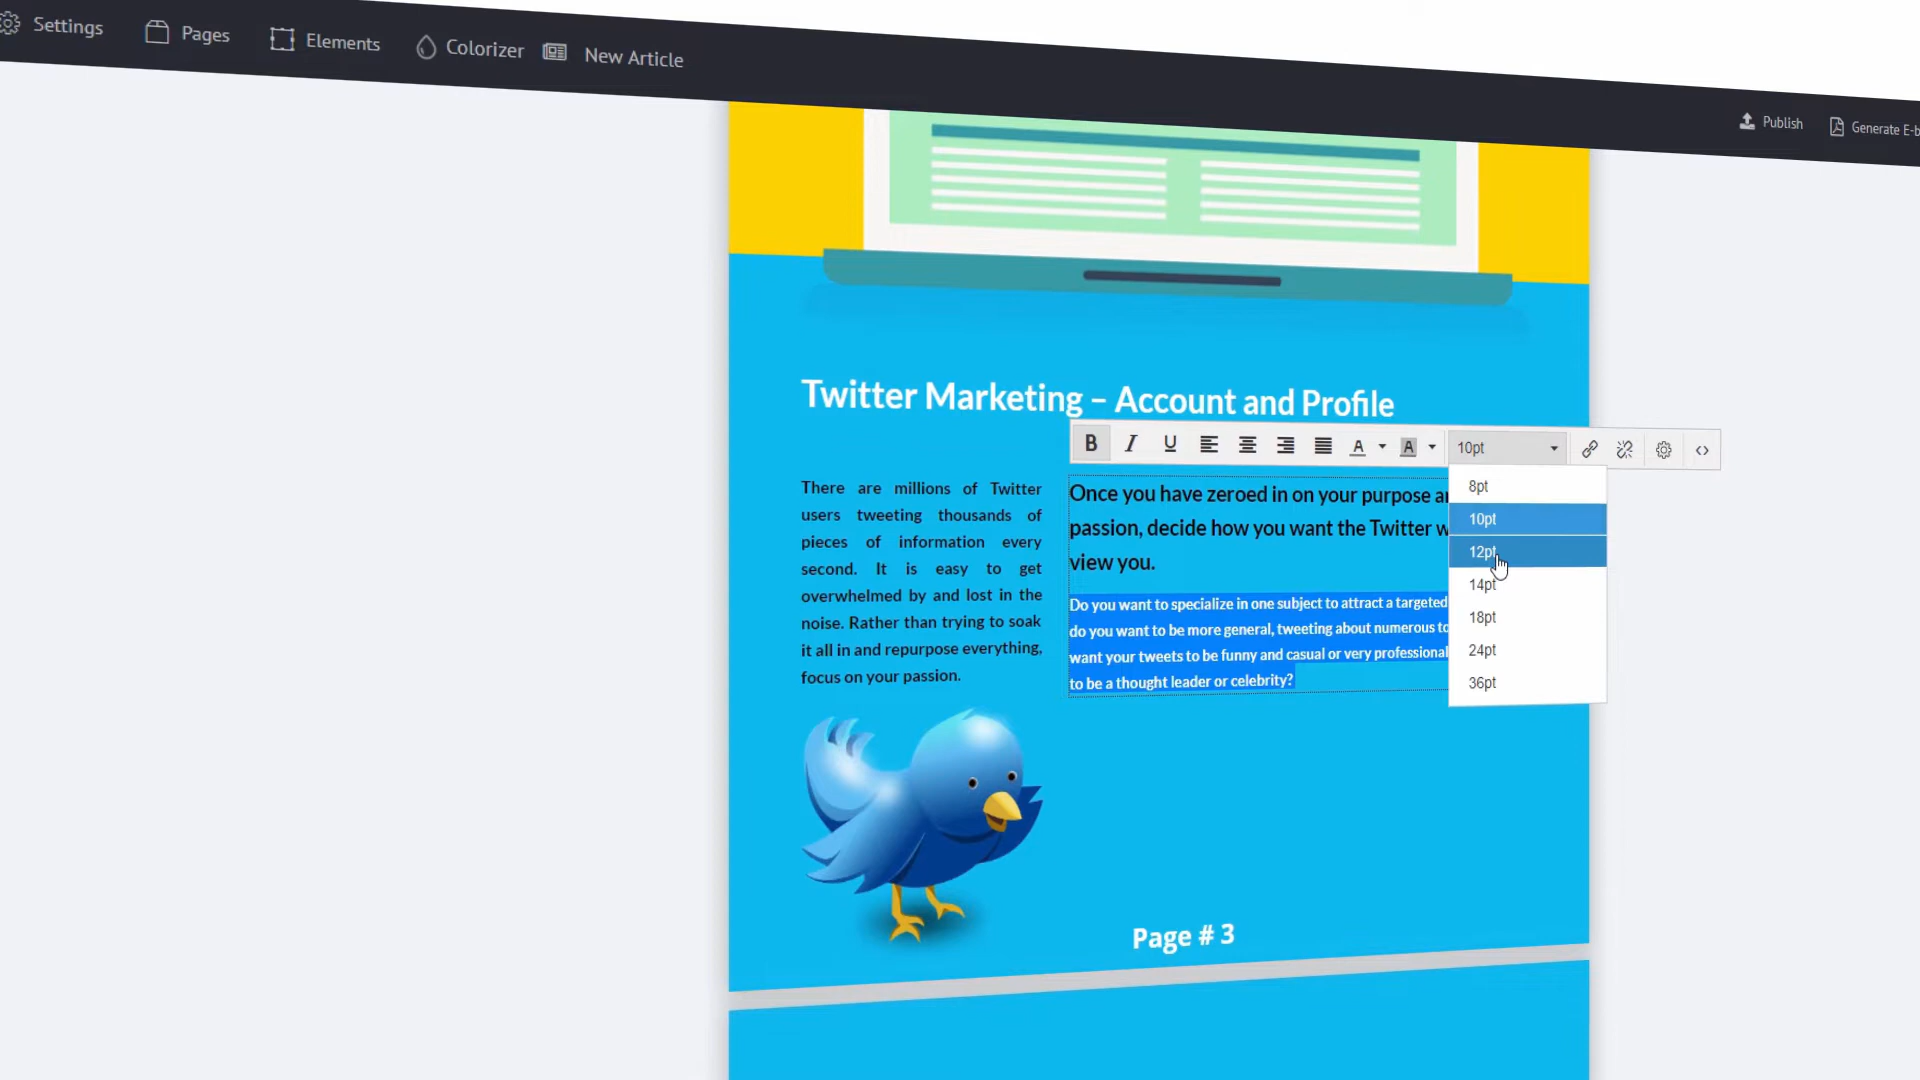 Settings
Pages
Elements
Colorizer
New Article
Publish
Generate E-b
Twitter Marketing – Account and Profile
B I U A A 10pt
8pt
10pt
12pt
14pt
18pt
24pt
36pt
There are millions of Twitter
users tweeting thousands of
pieces of information every
second. It is easy to get
overwhelmed by and lost in the
noise. Rather than trying to soak
it all in and repurpose everything,
focus on your passion.
Once you have zeroed in on your purpose
passion, decide how you want the Twitter
view you.
Do you want to specialize in one subject to attract a targeted
do you want to be more general, tweeting about numerous to
want your tweets to be funny and casual or very professional
to be a thought leader or celebrity?
Page # 3